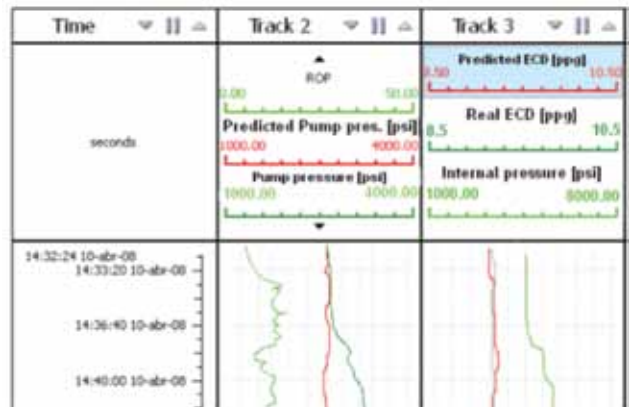 Time
Track 2
Track 3
ROP
0.00 50.00
Predicted Pump pres. [psi]
1000.00 4000.00
Pump pressure [psi]
1000.00 4000.00
Predicted ECD [ppg]
8.50 10.50
Real ECD [ppg]
8.5 10.5
Internal pressure [psi]
1000.00 8000.00
seconds
14:32:24 10-abr-08
14:33:20 10-abr-08
14:36:40 10-abr-08
14:40:00 10-abr-08